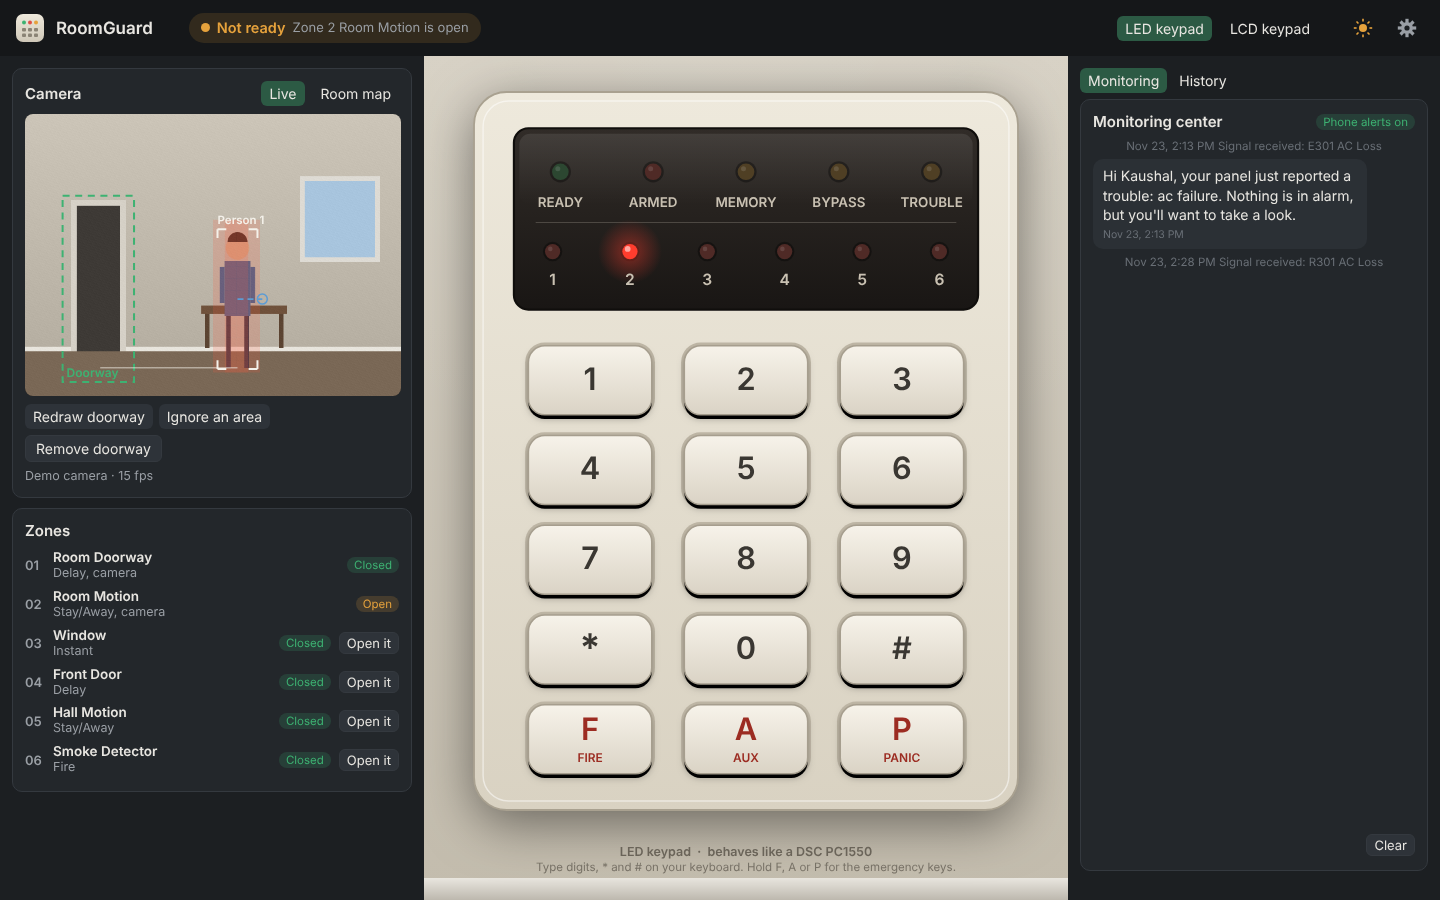 RoomGuard
Not ready Zone 2 Room Motion is open
LED keypad LCD keypad
Camera
Live Room map
Person 1
Doorway
Redraw doorway Ignore an area
Remove doorway
Demo camera · 15 fps
Zones
01 Room Doorway Closed
Delay, camera
02 Room Motion Open
Stay/Away, camera
03 Window Closed Open it
Instant
04 Front Door Closed Open it
Delay
05 Hall Motion Closed Open it
Stay/Away
06 Smoke Detector Closed Open it
Fire
READY ARMED MEMORY BYPASS TROUBLE
1 2 3 4 5 6
1 2 3
4 5 6
7 8 9
* 0 #
F A P
FIRE AUX PANIC
LED keypad · behaves like a DSC PC1550
Type digits, * and # on your keyboard. Hold F, A or P for the emergency keys.
Monitoring History
Monitoring center Phone alerts on
Nov 23, 2:13 PM Signal received: E301 AC Loss
Hi Kaushal, your panel just reported a
trouble: ac failure. Nothing is in alarm,
but you'll want to take a look.
Nov 23, 2:13 PM
Nov 23, 2:28 PM Signal received: R301 AC Loss
Clear